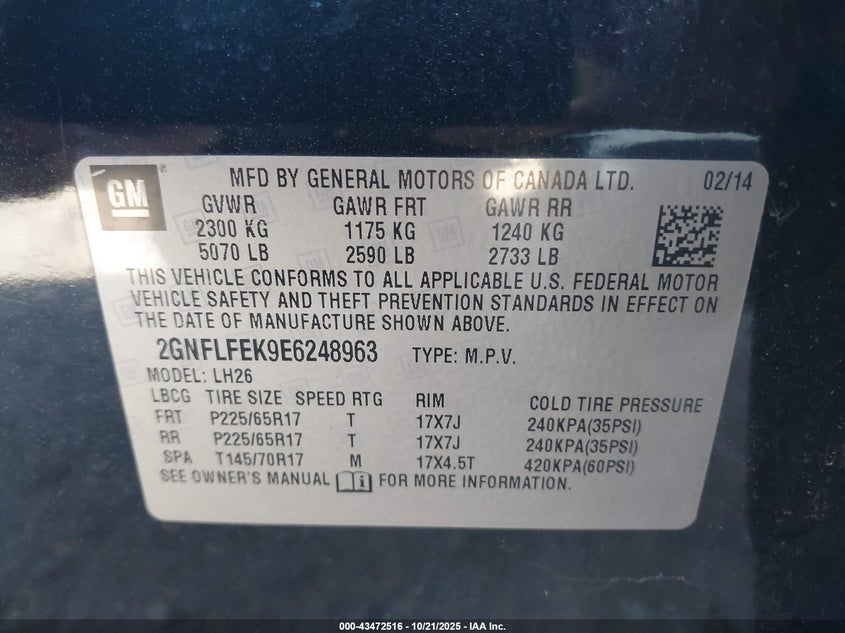 GM ® MFD BY GENERAL MOTORS OF CANADA LTD. 02/14
GVWR GAWR FRT GAWR RR
2300 KG 1175 KG 1240 KG
5070 LB 2590 LB 2733 LB
THIS VEHICLE CONFORMS TO ALL APPLICABLE U.S. FEDERAL MOTOR
VEHICLE SAFETY AND THEFT PREVENTION STANDARDS IN EFFECT ON
THE DATE OF MANUFACTURE SHOWN ABOVE.
2GNFLFEK9E6248963 TYPE: M.P.V.
MODEL: LH26
LBCG TIRE SIZE SPEED RTG RIM COLD TIRE PRESSURE
FRT P225/65R17 T 17X7J 240KPA(35PSI)
RR P225/65R17 T 17X7J 240KPA(35PSI)
SPA T145/70R17 M 17X4.5T 420KPA(60PSI)
SEE OWNER'S MANUAL i FOR MORE INFORMATION.
000-43472516 - 10/21/2025 - IAA Inc.